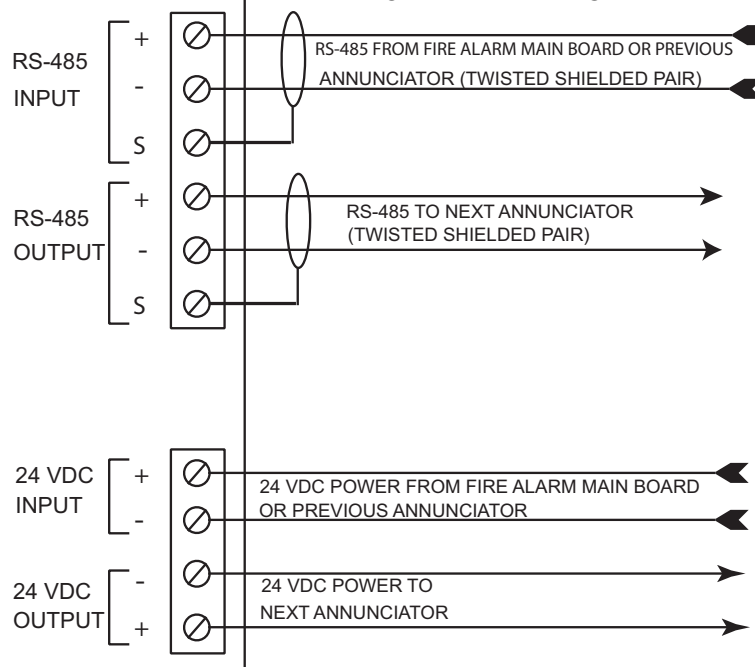 RS-485
INPUT
+
-
S
RS-485 FROM FIRE ALARM MAIN BOARD OR PREVIOUS
ANNUNCIATOR (TWISTED SHIELDED PAIR)
RS-485
OUTPUT
+
-
S
RS-485 TO NEXT ANNUNCIATOR
(TWISTED SHIELDED PAIR)
24 VDC
INPUT
+
-
24 VDC POWER FROM FIRE ALARM MAIN BOARD
OR PREVIOUS ANNUNCIATOR
24 VDC
OUTPUT
-
+
24 VDC POWER TO
NEXT ANNUNCIATOR